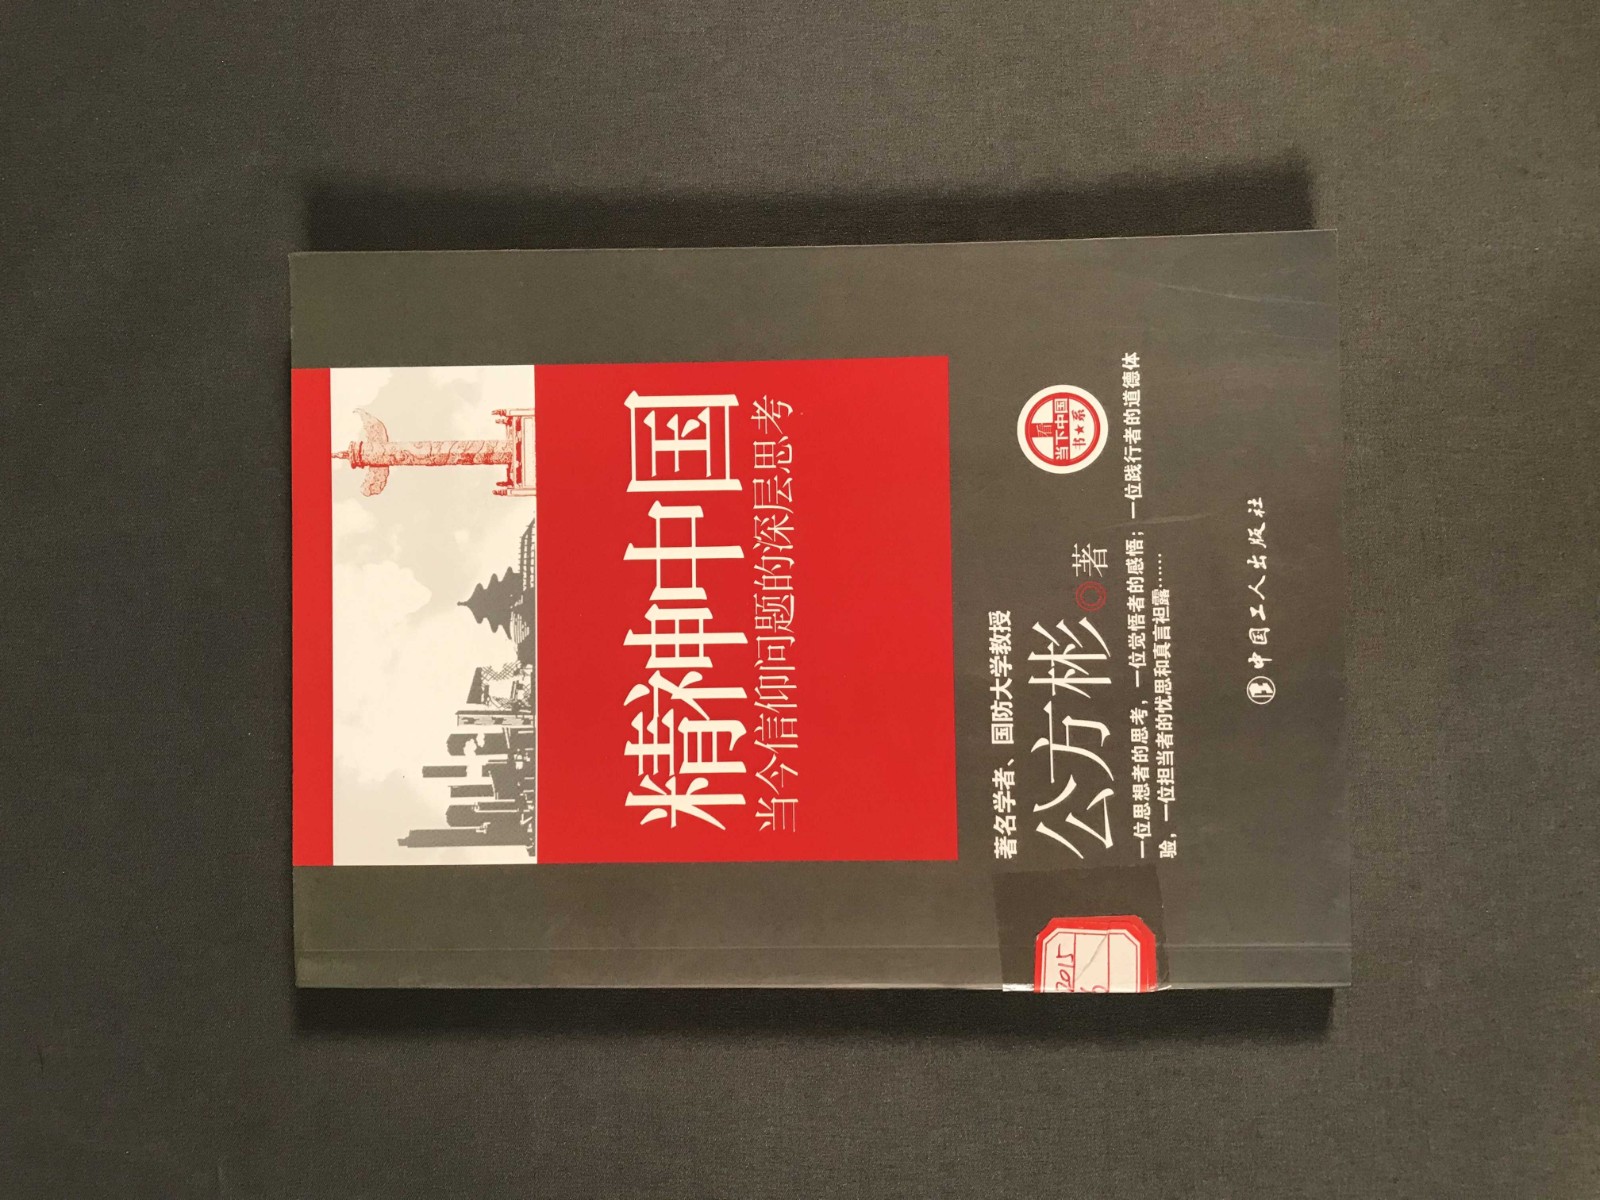 精神中国
当今信仰问题的深层思考
看
当下中国
书★系
著名学者、国防大学教授
公方彬◎著
一位思想者的思考，一位觉悟者的感悟；一位践行者的道德体
验，一位担当者的忧思和真言袒露……
中国工人出版社
2015
6